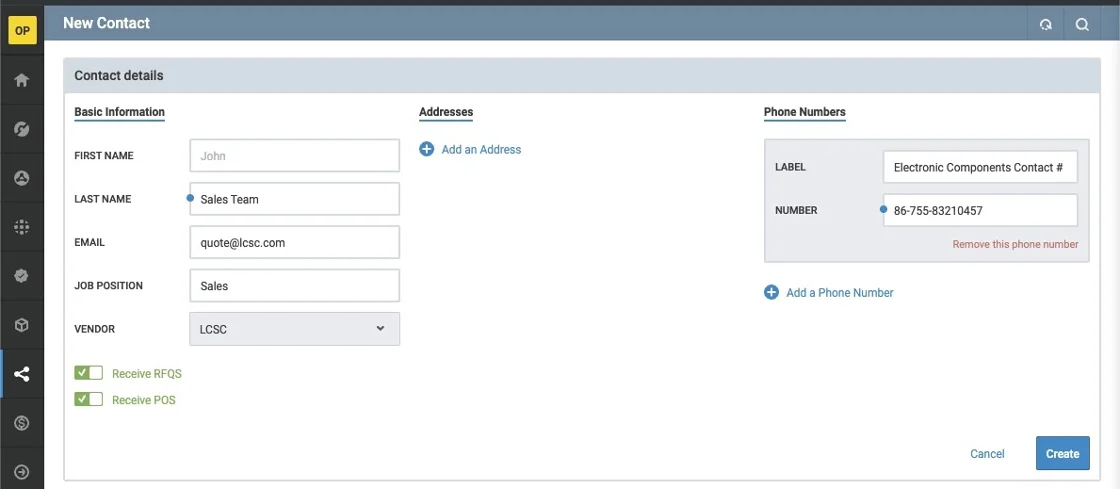 OP
New Contact
Contact details
Basic Information
FIRST NAME
John
LAST NAME
Sales Team
EMAIL
quote@lcsc.com
JOB POSITION
Sales
VENDOR
LCSC
Receive RFQS
Receive POS
Addresses
Add an Address
Phone Numbers
LABEL
Electronic Components Contact #
NUMBER
86-755-83210457
Remove this phone number
Add a Phone Number
Cancel
Create